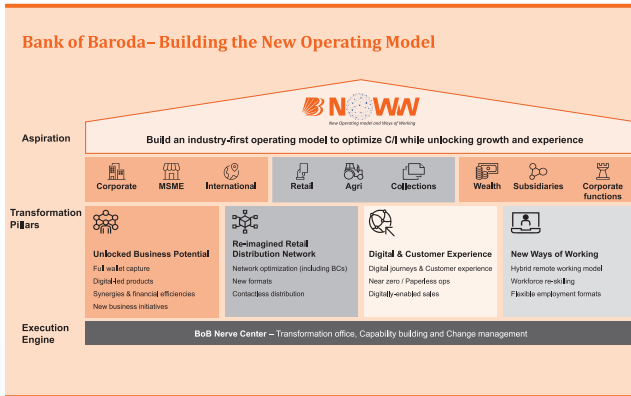 Bank of Baroda– Building the New Operating Model
NOWW
New Operating model and Ways of Working
Aspiration
Build an industry-first operating model to optimize C/I while unlocking growth and experience
Corporate
MSME
International
Retail
Agri
Collections
Wealth
Subsidiaries
Corporate
functions
Transformation
Pillars
Unlocked Business Potential
Full wallet capture
Digital-led products
Synergies & financial efficiencies
New business initiatives
Re-imagined Retail
Distribution Network
Network optimization (including BCs)
New formats
Contactless distribution
Digital & Customer Experience
Digital journeys & Customer experience
Near zero / Paperless ops
Digitally-enabled sales
New Ways of Working
Hybrid remote working model
Workforce re-skilling
Flexible employment formats
Execution
Engine
BoB Nerve Center – Transformation office, Capability building and Change management